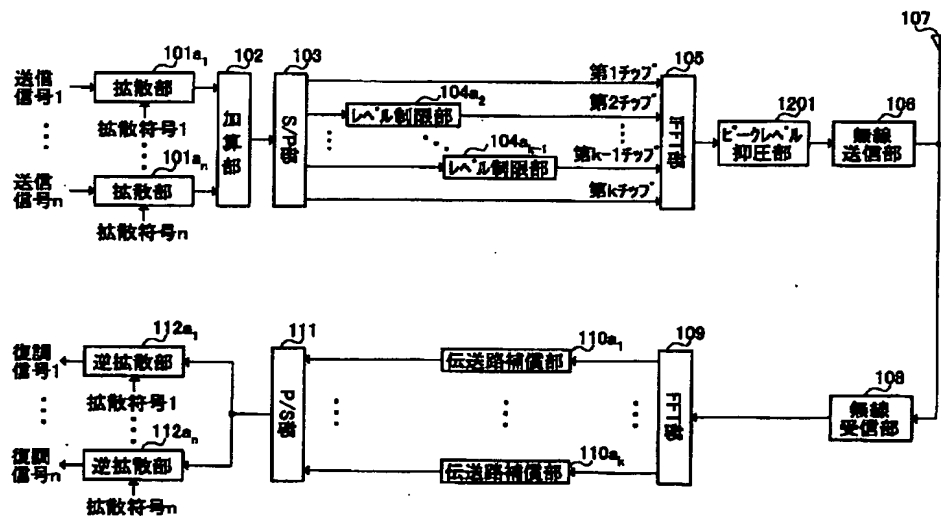 107
送信
信号1
101a1
拡散部
拡散符号1
送信
信号n
101an
拡散部
拡散符号n
102
加算部
103
S/P部
第1チップ
104a2
レベル制限部
第2チップ
104ak-1
レベル制限部
第k-1チップ
第kチップ
105
IFFT部
1201
ピークレベル
抑圧部
106
無線
送信部
復調
信号1
112a1
逆拡散部
拡散符号1
復調
信号n
112an
逆拡散部
拡散符号n
111
P/S部
110a1
伝送路補償部
110ak
伝送路補償部
109
FFT部
108
無線
受信部